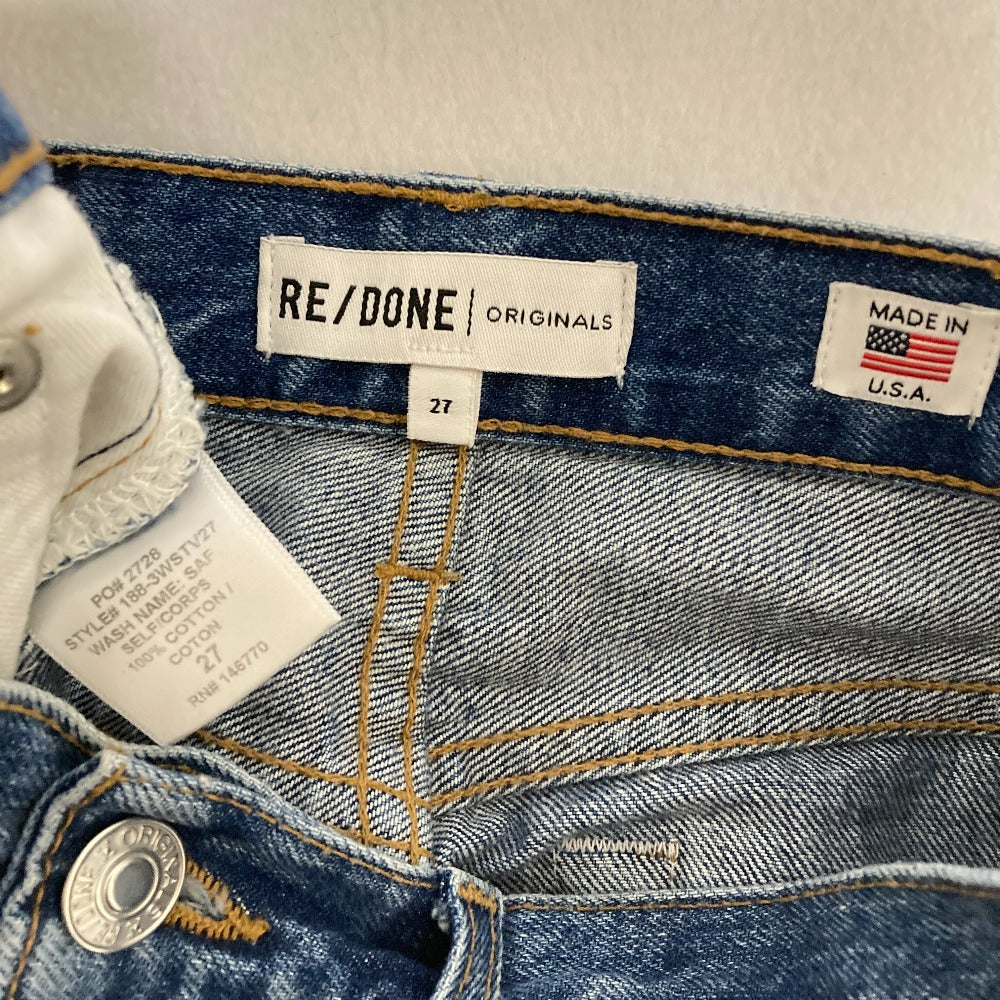 RE/DONE | ORIGINALS
27
MADE IN
U.S.A.
PO# 2728
STYLE# 188-3WSTV27
WASH NAME: SAF
SELF/CORPS
100% COTTON /
COTON
27
RN# 146770